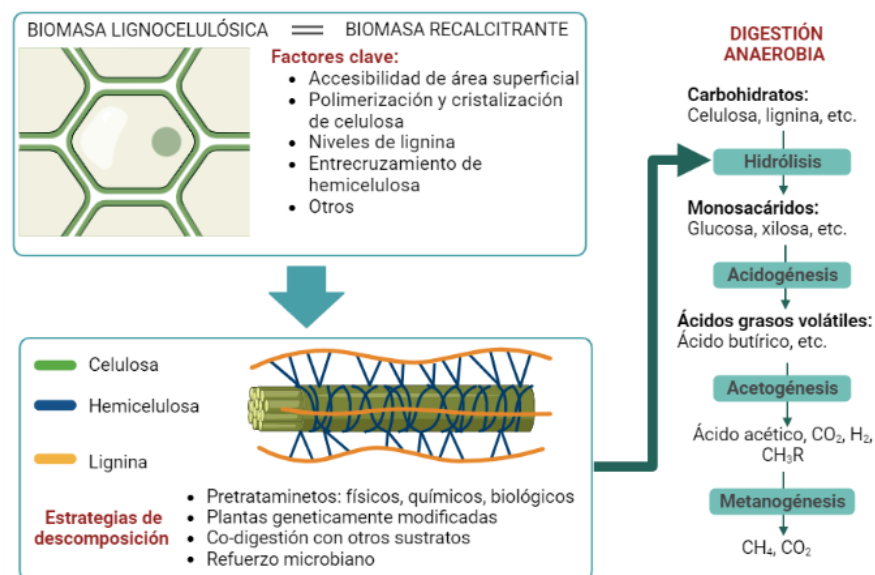 BIOMASA LIGNOCELULÓSICA = BIOMASA RECALCITRANTE
Factores clave:
• Accesibilidad de área superficial
• Polimerización y cristalización
de celulosa
• Niveles de lignina
• Entrecruzamiento de
hemicelulosa
• Otros
Celulosa
Hemicelulosa
Lignina
Estrategias de
descomposición
• Pretrataminetos: físicos, químicos, biológicos
• Plantas geneticamente modificadas
• Co-digestión con otros sustratos
• Refuerzo microbiano
DIGESTIÓN
ANAEROBIA
Carbohidratos:
Celulosa, lignina, etc.
Hidrólisis
Monosacáridos:
Glucosa, xilosa, etc.
Acidogénesis
Ácidos grasos volátiles:
Ácido butírico, etc.
Acetogénesis
Ácido acético, CO₂, H₂,
CH₃R
Metanogénesis
CH₄, CO₂